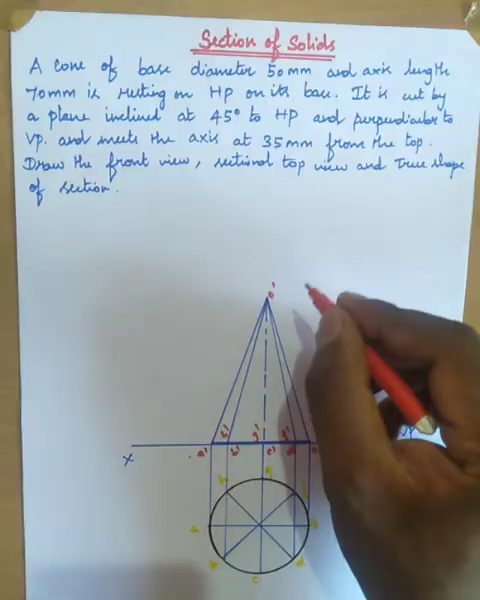 Section of Solids
A Cone of base diameter 50mm and axis length
70mm is resting on HP on its base. It is cut by
a plane inclined at 45° to HP and perpendicular to
VP. and meets the axis at 35mm from the top.
Draw the front view, sectional top view and True shape
of section.
o'
X
a' b' c'
c